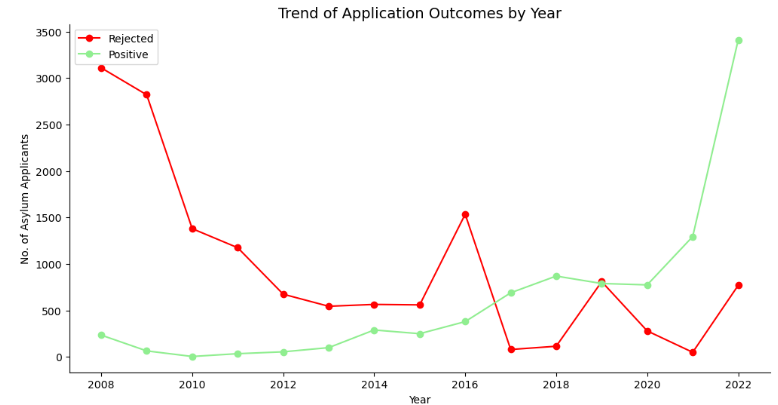 Trend of Application Outcomes by Year
Rejected
Positive
No. of Asylum Applicants
3500
3000
2500
2000
1500
1000
500
0
2008 2010 2012 2014 2016 2018 2020 2022
Year